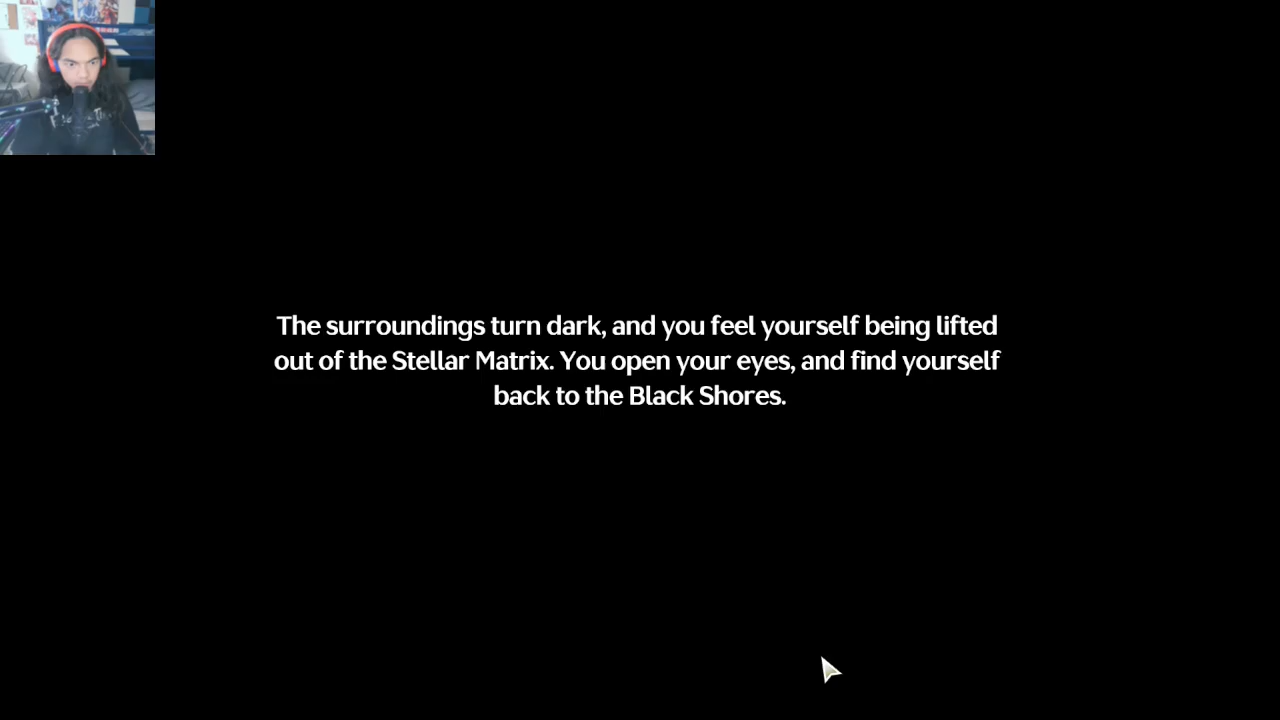 The surroundings turn dark, and you feel yourself being lifted
out of the Stellar Matrix. You open your eyes, and find yourself
back to the Black Shores.